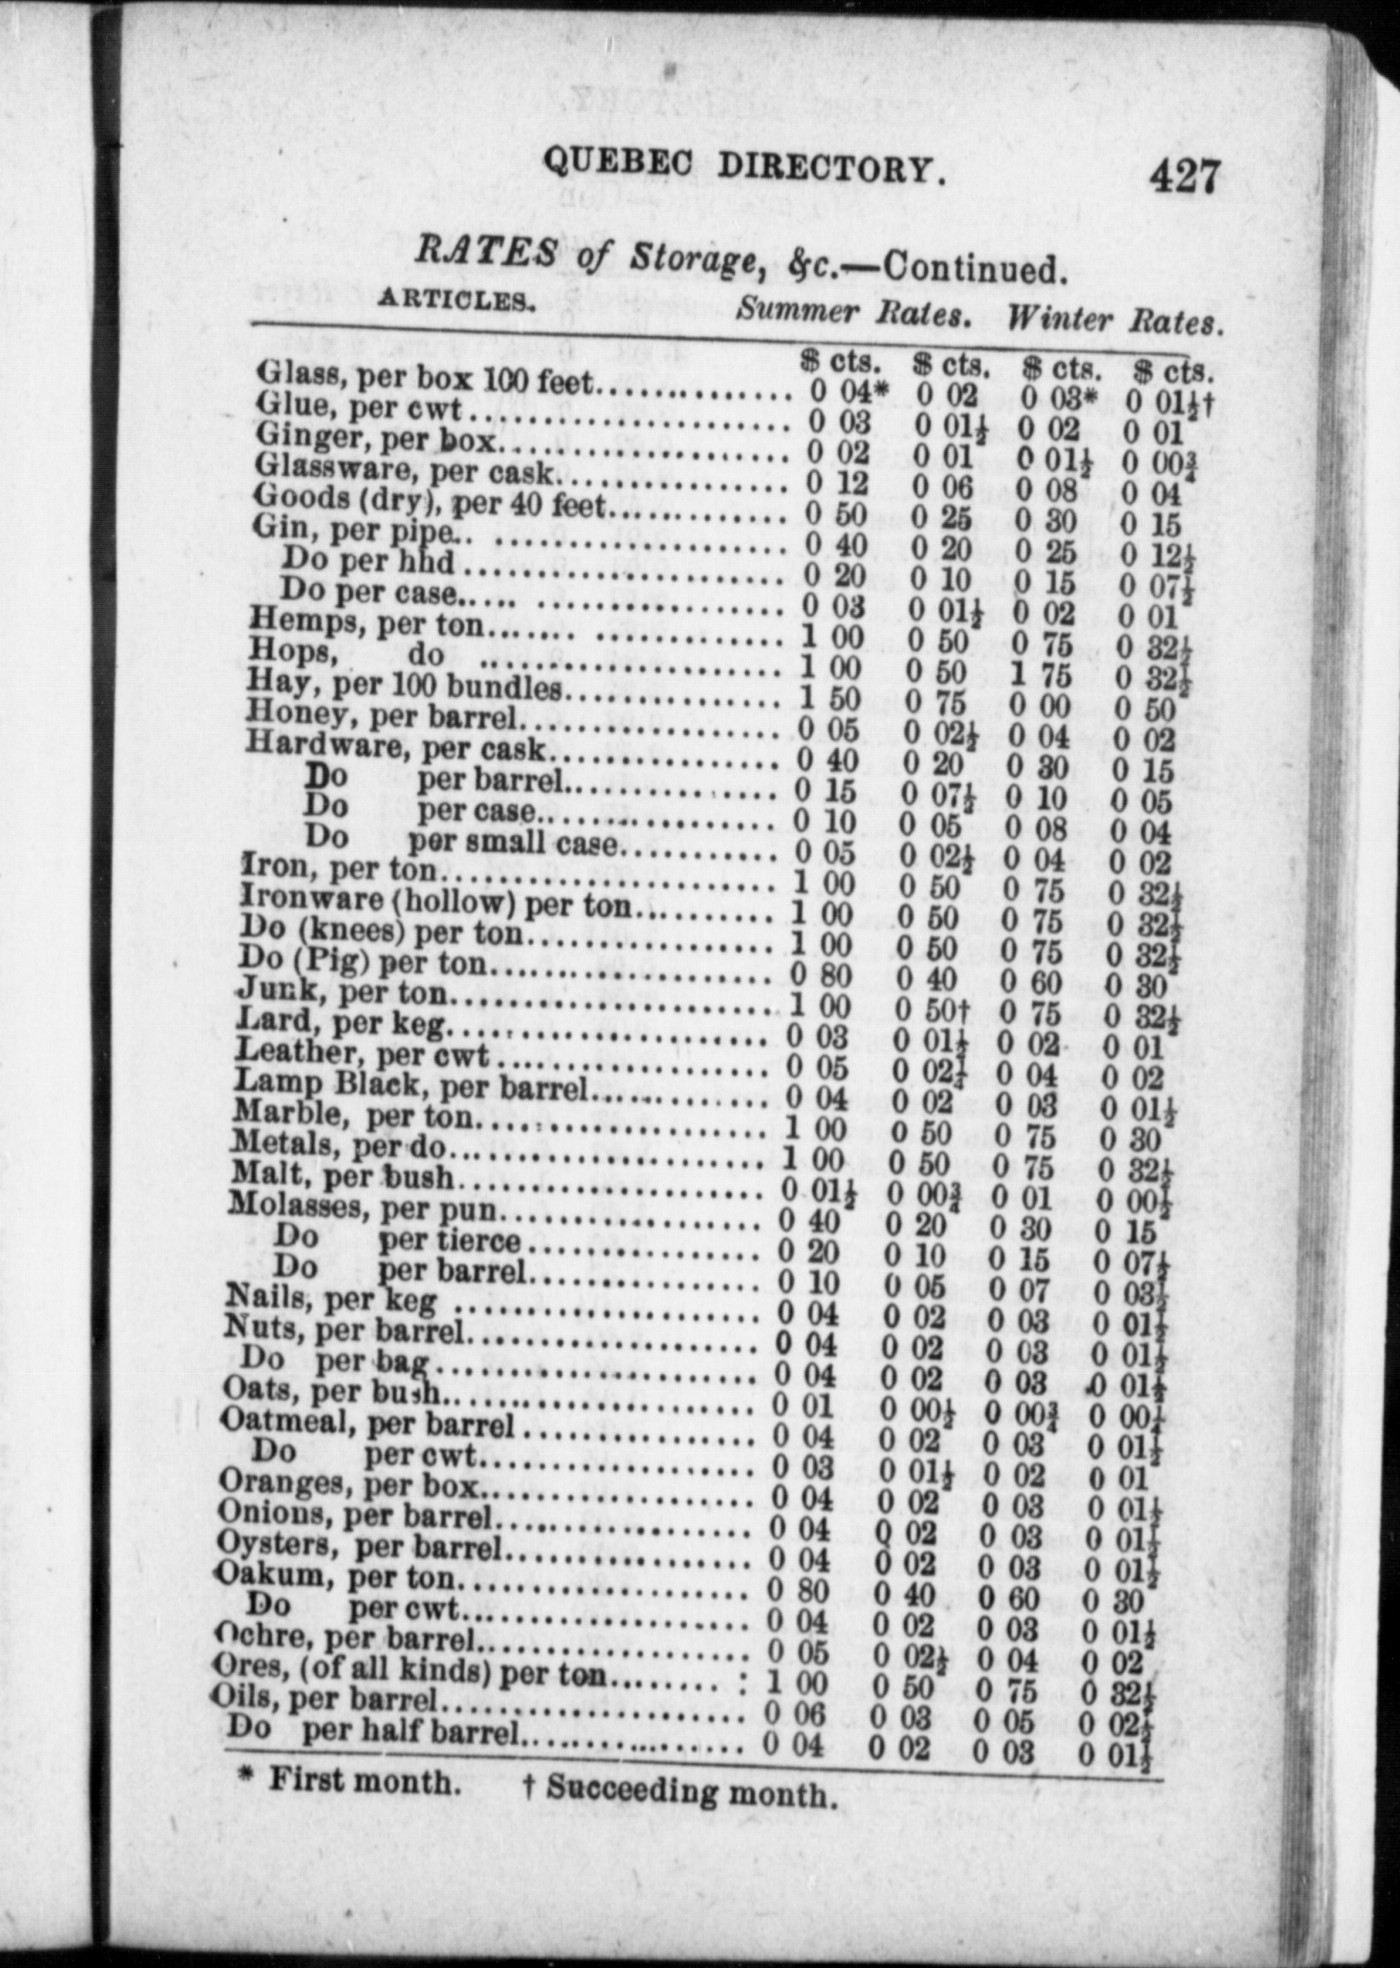 QUEBEC DIRECTORY. 427
RATES of Storage, &c.—Continued.
ARTICLES. Summer Rates. Winter Rates.
$ cts. $ cts. $ cts. $ cts.
Glass, per box 100 feet.............. 0 04* 0 02 0 03* 0 01½†
Glue, per cwt....................... 0 03 0 01½ 0 02 0 01
Ginger, per box..................... 0 02 0 01 0 01½ 0 00¾
Glassware, per cask................. 0 12 0 06 0 08 0 04
Goods (dry), per 40 feet............. 0 50 0 25 0 30 0 15
Gin, per pipe.. ..................... 0 40 0 20 0 25 0 12½
Do per hhd ....................... 0 20 0 10 0 15 0 07½
Do per case..... .................. 0 03 0 01½ 0 02 0 01
Hemps, per ton....... .............. 1 00 0 50 0 75 0 32½
Hops, do ...................... 1 00 0 50 1 75 0 32½
Hay, per 100 bundles................ 1 50 0 75 0 00 0 50
Honey, per barrel................... 0 05 0 02½ 0 04 0 02
Hardware, per cask................. 0 40 0 20 0 30 0 15
Do per barrel............... 0 15 0 07½ 0 10 0 05
Do per case................. 0 10 0 05 0 08 0 04
Do per small case........... 0 05 0 02½ 0 04 0 02
Iron, per ton........................ 1 00 0 50 0 75 0 32½
Ironware (hollow) per ton.......... 1 00 0 50 0 75 0 32½
Do (knees) per ton.................. 1 00 0 50 0 75 0 32½
Do (Pig) per ton.................... 0 80 0 40 0 60 0 30
Junk, per ton....................... 1 00 0 50† 0 75 0 32½
Lard, per keg....................... 0 03 0 01½ 0 02 0 01
Leather, per cwt.................... 0 05 0 02¼ 0 04 0 02
Lamp Black, per barrel............. 0 04 0 02 0 03 0 01½
Marble, per ton..................... 1 00 0 50 0 75 0 30
Metals, per do....................... 1 00 0 50 0 75 0 32½
Malt, per bush...................... 0 01½ 0 00¾ 0 01 0 00½
Molasses, per pun................... 0 40 0 20 0 30 0 15
Do per tierce................. 0 20 0 10 0 15 0 07½
Do per barrel................. 0 10 0 05 0 07 0 03½
Nails, per keg ...................... 0 04 0 02 0 03 0 01½
Nuts, per barrel..................... 0 04 0 02 0 03 0 01½
Do per bag....................... 0 04 0 02 0 03 0 01½
Oats, per bush....................... 0 01 0 00½ 0 00¾ 0 00¼
Oatmeal, per barrel................. 0 04 0 02 0 03 0 01½
Do per cwt.................... 0 03 0 01½ 0 02 0 01
Oranges, per box.................... 0 04 0 02 0 03 0 01½
Onions, per barrel................... 0 04 0 02 0 03 0 01½
Oysters, per barrel.................. 0 04 0 02 0 03 0 01½
Oakum, per ton..................... 0 80 0 40 0 60 0 30
Do per cwt..................... 0 04 0 02 0 03 0 01½
Ochre, per barrel.................... 0 05 0 02½ 0 04 0 02
Ores, (of all kinds) per ton........ : 1 00 0 50 0 75 0 32½
Oils, per barrel...................... 0 06 0 03 0 05 0 02½
Do per half barrel................ 0 04 0 02 0 03 0 01½
* First month. † Succeeding month.